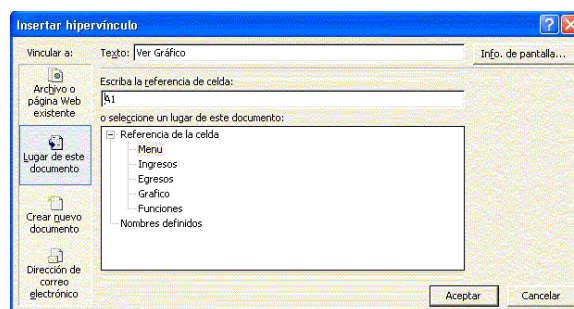 Insertar hipervínculo
Vincular a:
Texto: Ver Gráfico
Info. de pantalla...
Archivo o
página Web
existente
Escriba la referencia de celda:
A1
o seleccione un lugar de este documento:
Lugar de este
documento
Referencia de la celda
Menu
Ingresos
Egresos
Grafico
Funciones
Nombres definidos
Crear nuevo
documento
Dirección de
correo
electrónico
Aceptar
Cancelar